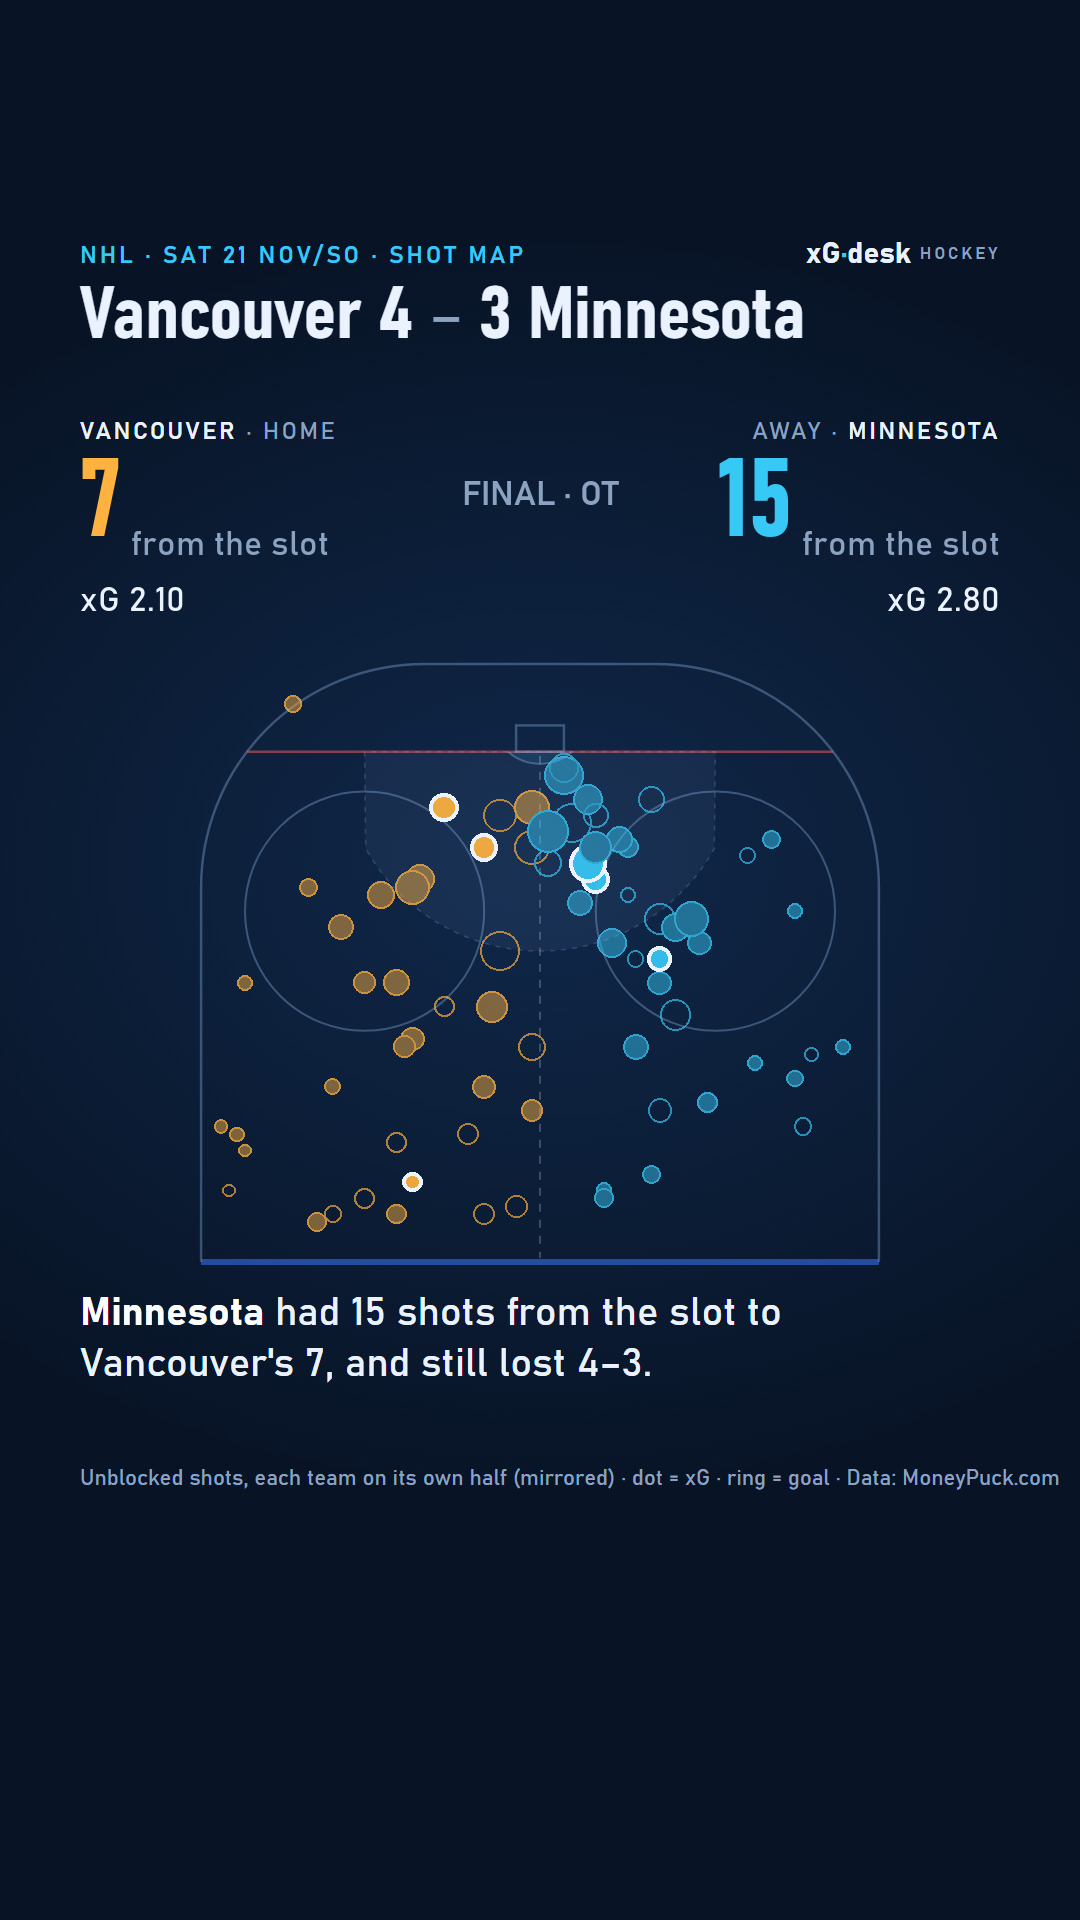 NHL · SAT 21 NOV/SO · SHOT MAP
xG·desk HOCKEY
Vancouver 4 – 3 Minnesota
VANCOUVER · HOME
AWAY · MINNESOTA
7 from the slot
FINAL · OT
15 from the slot
xG 2.10
xG 2.80
Minnesota had 15 shots from the slot to
Vancouver's 7, and still lost 4–3.
Unblocked shots, each team on its own half (mirrored) · dot = xG · ring = goal · Data: MoneyPuck.com